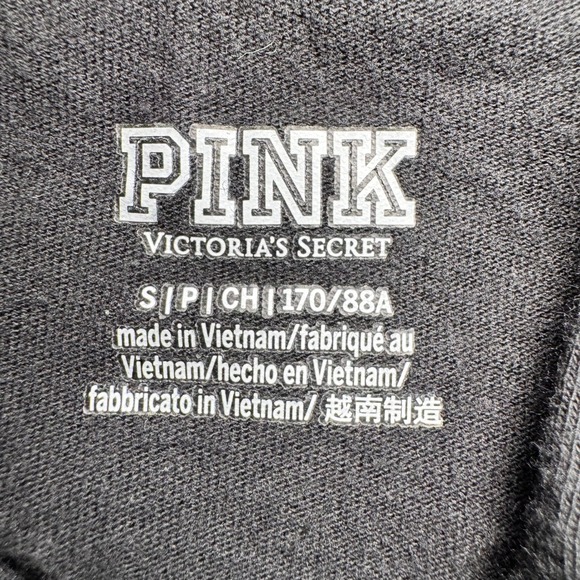 PINK
VICTORIA'S SECRET
S|P|CH|170/88A
made in Vietnam/fabriqué au
Vietnam/hecho en Vietnam/
fabbricato in Vietnam/ 越南制造